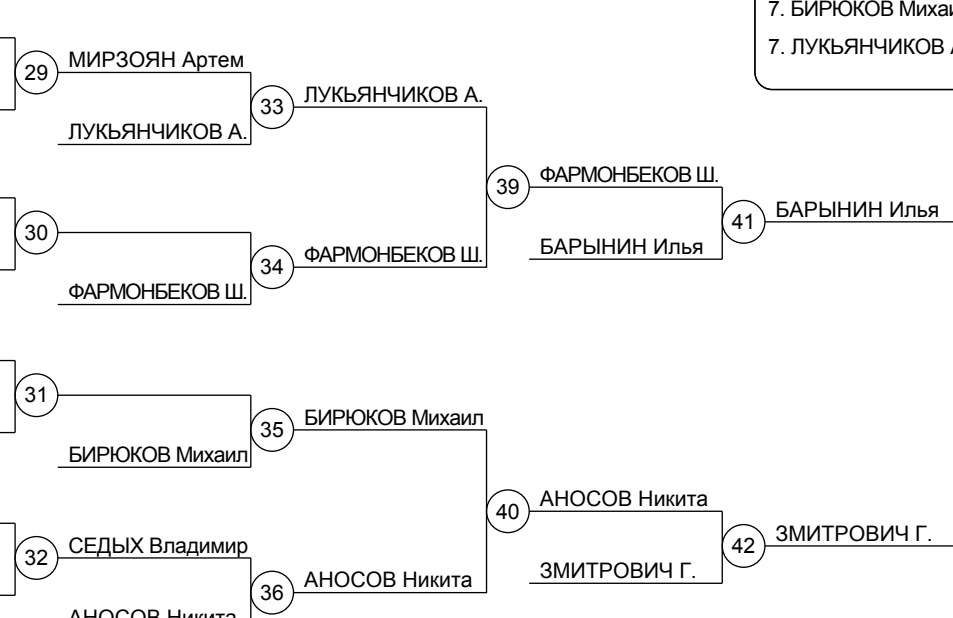 7. БИРЮКОВ
7. ЛУКЬЯНЧИКОВ
29 МИРЗОЯН Артем
33 ЛУКЬЯНЧИКОВ А.
ЛУКЬЯНЧИКОВ А.
39 ФАРМОНБЕКОВ Ш.
41 БАРЫНИН Илья
30
БАРЫНИН Илья
34 ФАРМОНБЕКОВ Ш.
ФАРМОНБЕКОВ Ш.
31
35 БИРЮКОВ Михаил
БИРЮКОВ Михаил
40 АНОСОВ Никита
42 ЗМИТРОВИЧ Г.
32 СЕДЫХ Владимир
ЗМИТРОВИЧ Г.
36 АНОСОВ Никита
АНОСОВ Никита